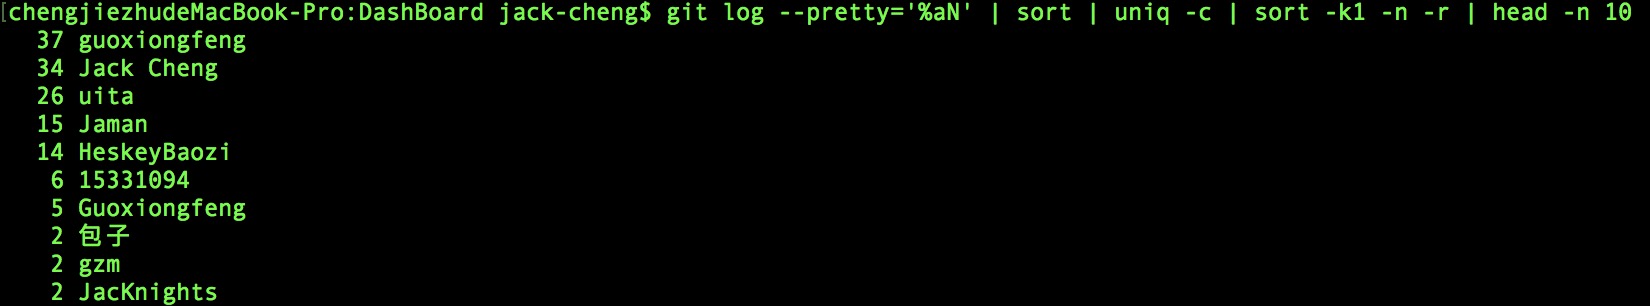 [chengjiezhudeMacBook-Pro:DashBoard jack-cheng$ git log --pretty='%aN' | sort | uniq -c | sort -k1 -n -r | head -n 10
37 guoxiongfeng
34 Jack Cheng
26 uita
15 Jaman
14 HeskeyBaozi
6 15331094
5 Guoxiongfeng
2 包子
2 gzm
2 JacKnights